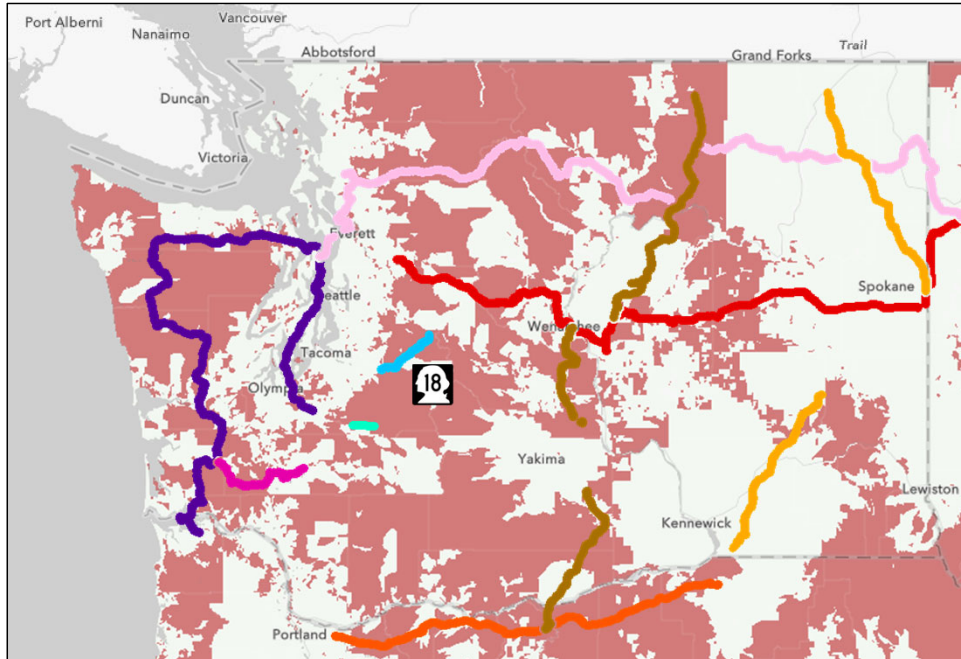 Vancouver
Port Alberni
Nanaimo
Abbotsford
Trail
Grand Forks
Duncan
Victoria
Everett
Seattle
Spokane
Wenatchee
Tacoma
18
Olympia
Yakima
Lewiston
Kennewick
Portland